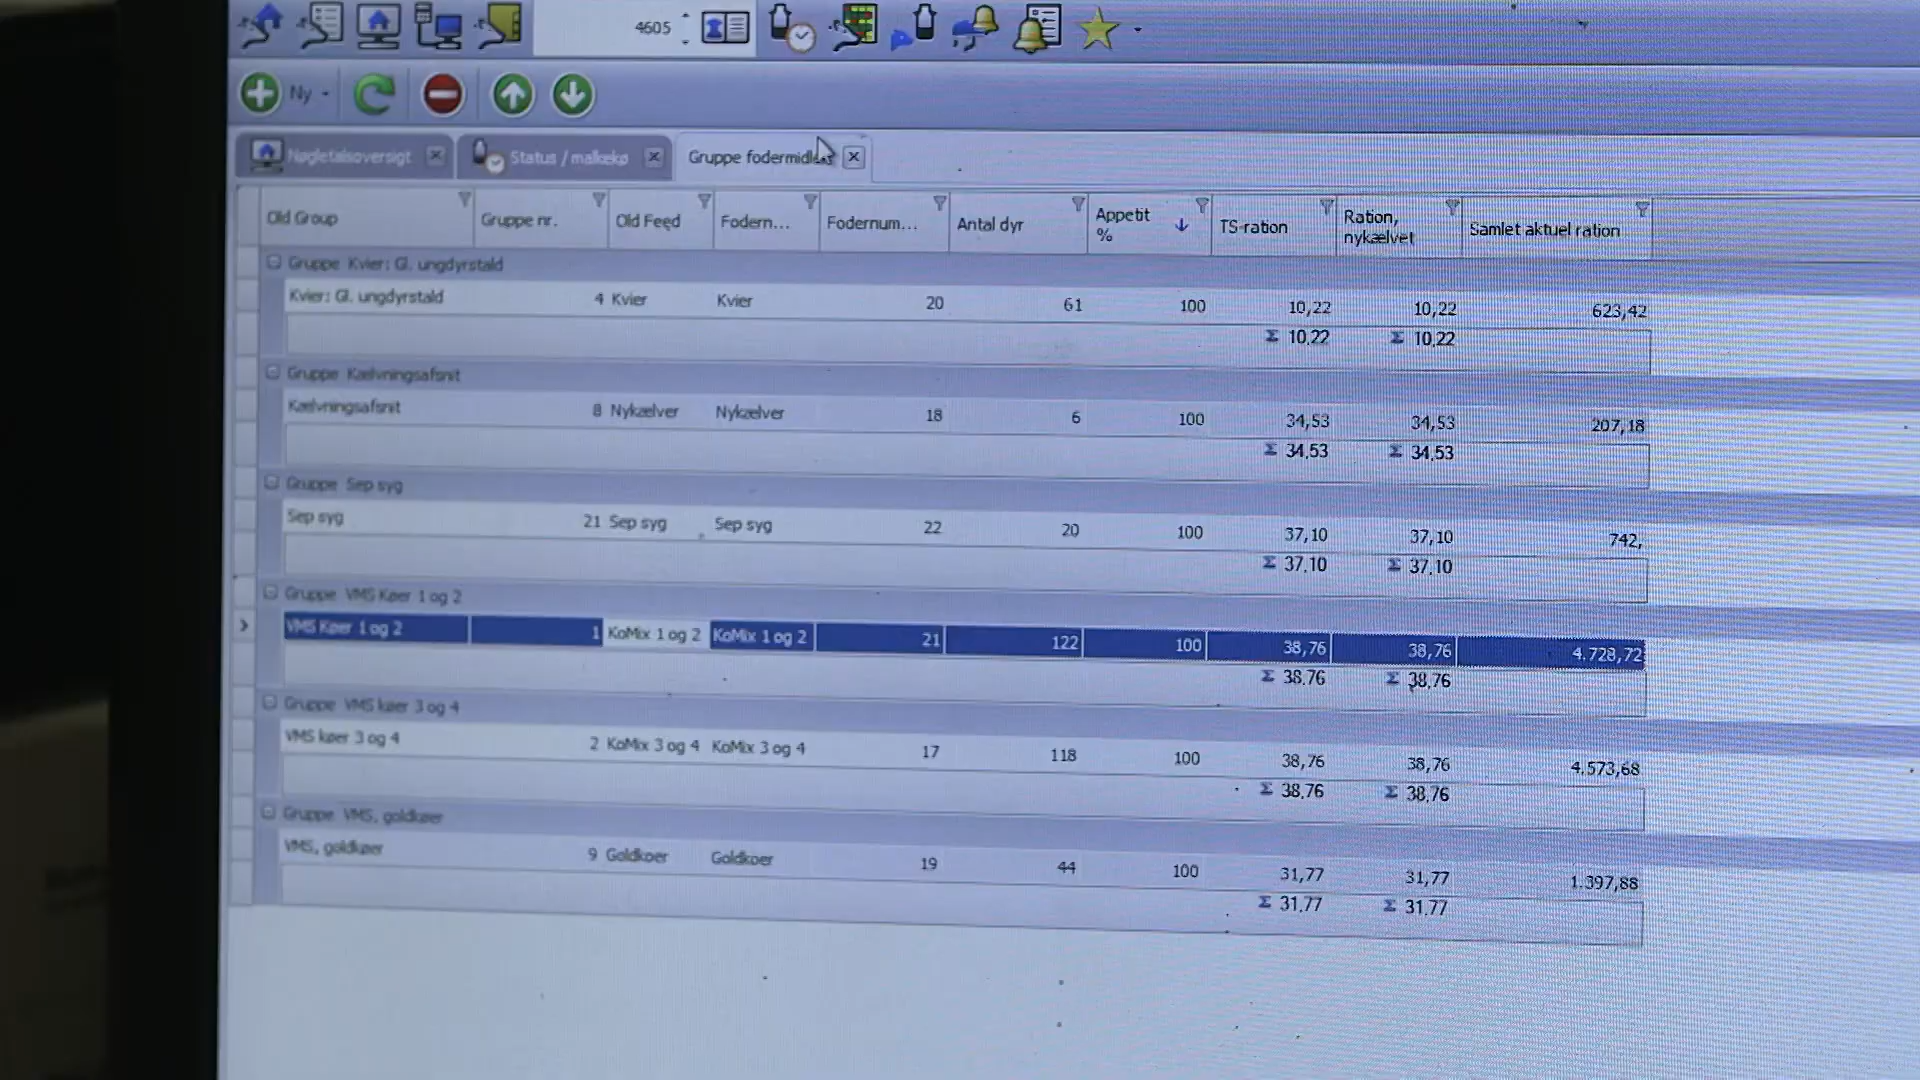 4605
Ny
Nøgletalsoversigt Status / malkekø Gruppe fodermidler
Old Group Gruppe nr. Old Feed Fodern... Fodernum... Antal dyr Appetit % TS-ration Ration, nykælvet Samlet aktuel ration
Gruppe Kvier: Gl. ungdyrstald
Kvier: Gl. ungdyrstald 4 Kvier Kvier 20 61 100 10,22 10,22 623,42
Σ 10,22 Σ 10,22
Gruppe Kælvningsafsnit
Kælvningsafsnit 8 Nykælver Nykælver 18 6 100 34,53 34,53 207,18
Σ 34,53 Σ 34,53
Gruppe Sep syg
Sep syg 21 Sep syg Sep syg 22 20 100 37,10 37,10 742,
Σ 37,10 Σ 37,10
Gruppe VMS Køer 1 og 2
VMS Køer 1 og 2 1 KoMix 1 og 2 KoMix 1 og 2 21 122 100 38,76 38,76 4.728,72
Σ 38,76 Σ 38,76
Gruppe VMS køer 3 og 4
VMS køer 3 og 4 2 KoMix 3 og 4 KoMix 3 og 4 17 118 100 38,76 38,76 4.573,68
Σ 38,76 Σ 38,76
Gruppe VMS, goldkøer
VMS, goldkøer 9 Goldkoer Goldkoer 19 44 100 31,77 31,77 1.397,88
Σ 31,77 Σ 31,77